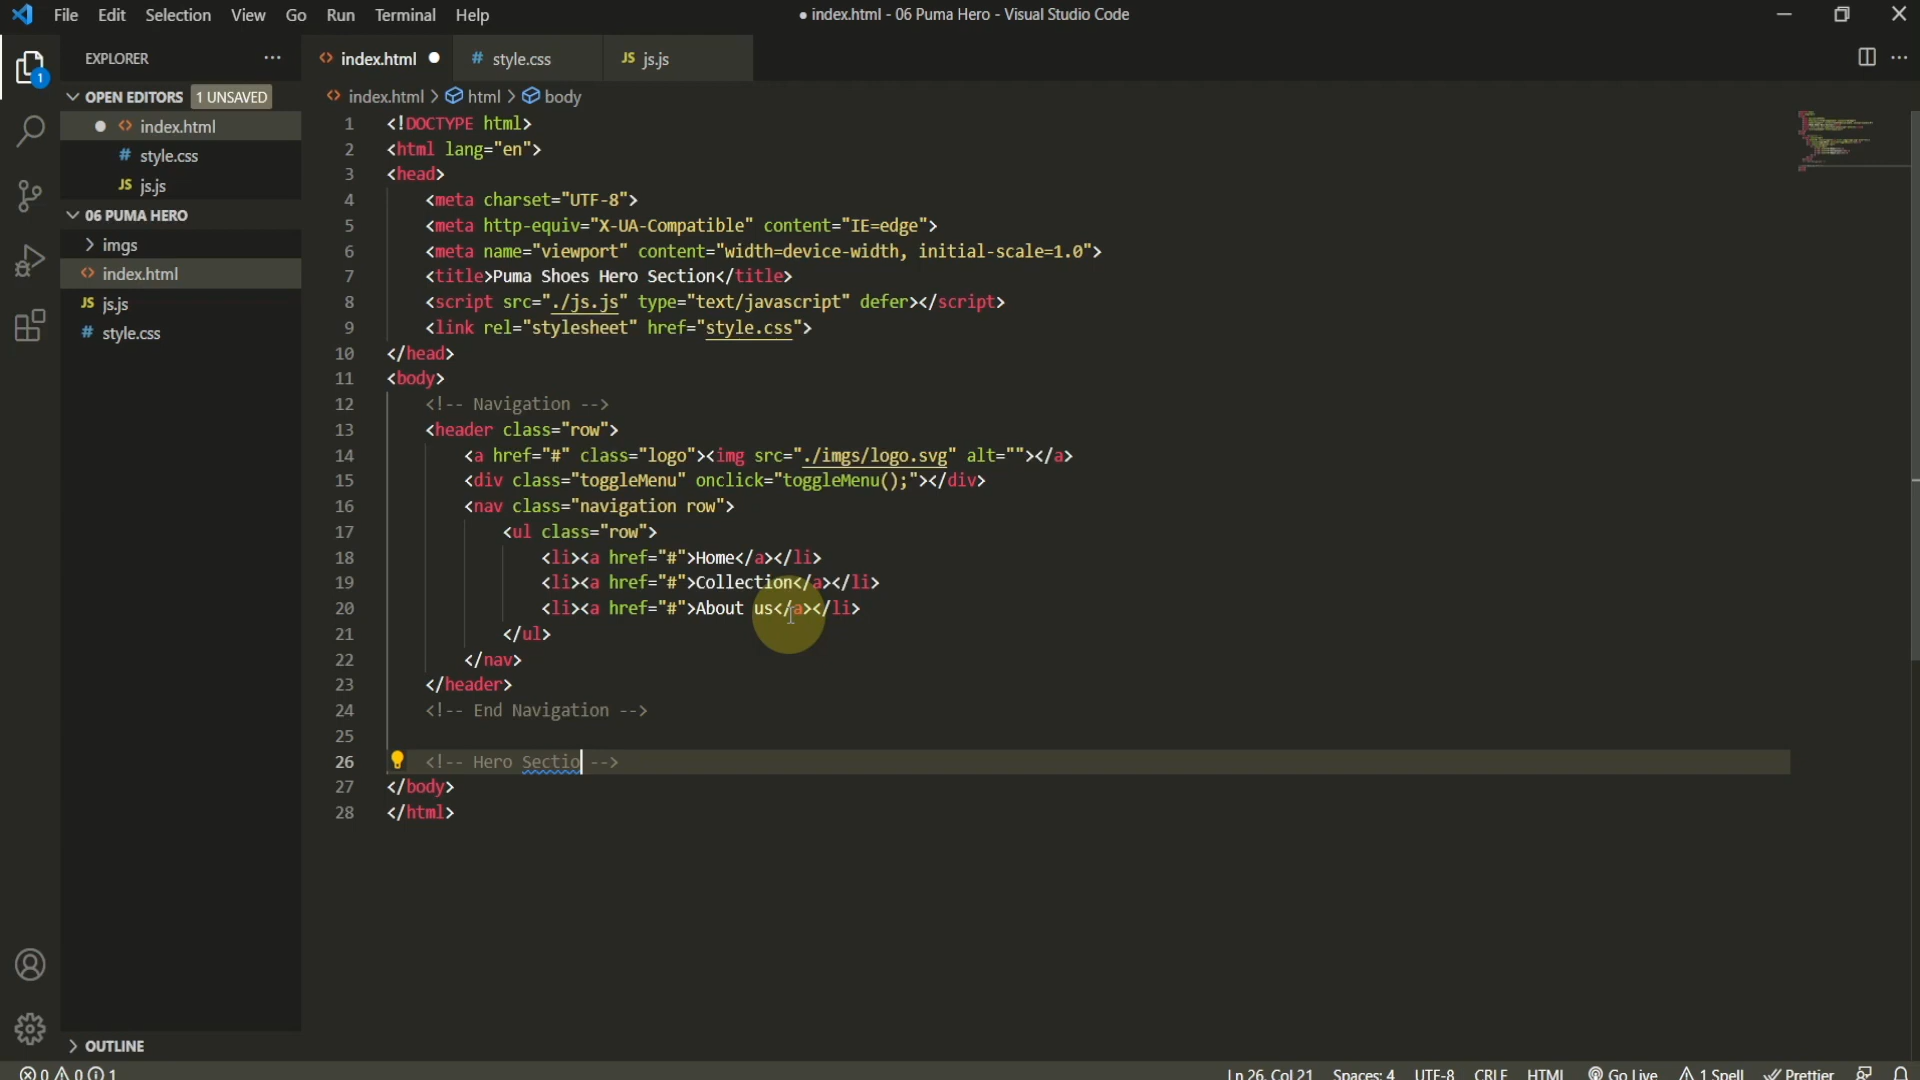 File Edit Selection View Go Run Terminal Help
● index.html - 06 Puma Hero - Visual Studio Code
EXPLORER
OPEN EDITORS 1 UNSAVED
index.html
style.css
js.js
06 PUMA HERO
imgs
index.html
js.js
style.css
OUTLINE
1
index.html style.css js.js
index.html > html > body
1 <!DOCTYPE html>
2 <html lang="en">
3 <head>
4 <meta charset="UTF-8">
5 <meta http-equiv="X-UA-Compatible" content="IE=edge">
6 <meta name="viewport" content="width=device-width, initial-scale=1.0">
7 <title>Puma Shoes Hero Section</title>
8 <script src="./js.js" type="text/javascript" defer></script>
9 <link rel="stylesheet" href="style.css">
10 </head>
11 <body>
12 <!-- Navigation -->
13 <header class="row">
14 <a href="#" class="logo"><img src="./imgs/logo.svg" alt=""></a>
15 <div class="toggleMenu" onclick="toggleMenu();"></div>
16 <nav class="navigation row">
17 <ul class="row">
18 <li><a href="#">Home</a></li>
19 <li><a href="#">Collection</a></li>
20 <li><a href="#">About us</a></li>
21 </ul>
22 </nav>
23 </header>
24 <!-- End Navigation -->
25
26 <!-- Hero Sectio -->
27 </body>
28 </html>
0 0 1
Ln 26, Col 21 Spaces: 4 UTF-8 CRLF HTML Go Live 1 Spell Prettier